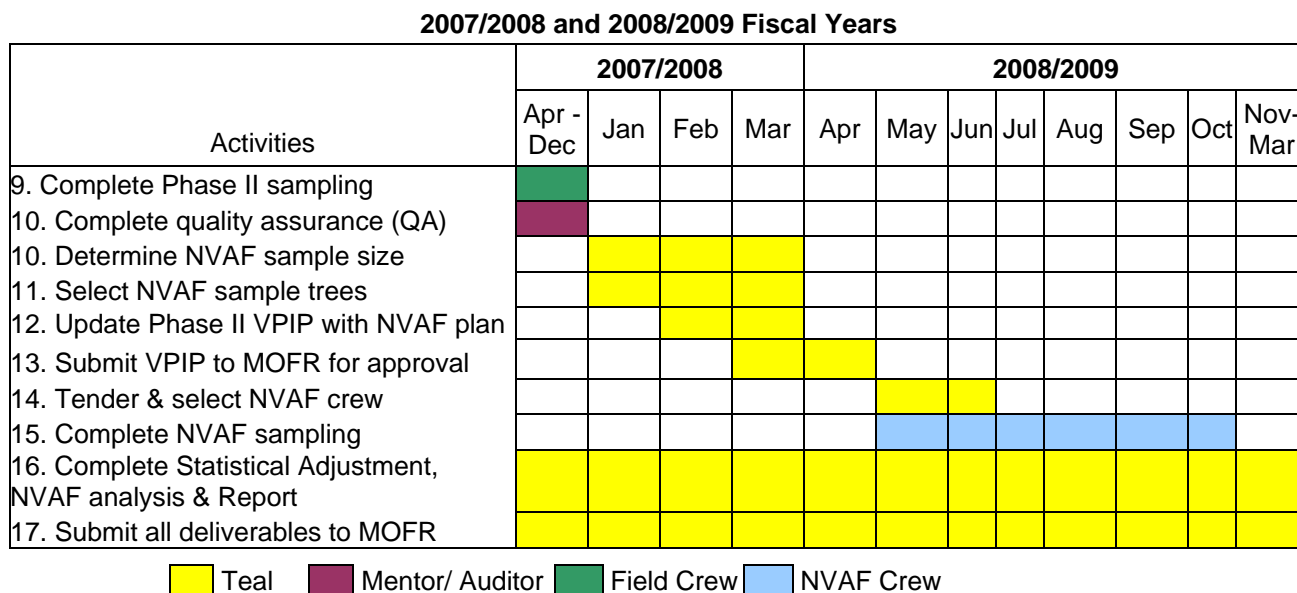 2007/2008 and 2008/2009 Fiscal Years
2007/2008 2008/2009
Activities Apr - Dec Jan Feb Mar Apr May Jun Jul Aug Sep Oct Nov- Mar
9. Complete Phase II sampling
10. Complete quality assurance (QA)
10. Determine NVAF sample size
11. Select NVAF sample trees
12. Update Phase II VPIP with NVAF plan
13. Submit VPIP to MOFR for approval
14. Tender & select NVAF crew
15. Complete NVAF sampling
16. Complete Statistical Adjustment,
NVAF analysis & Report
17. Submit all deliverables to MOFR
Teal Mentor/ Auditor Field Crew NVAF Crew